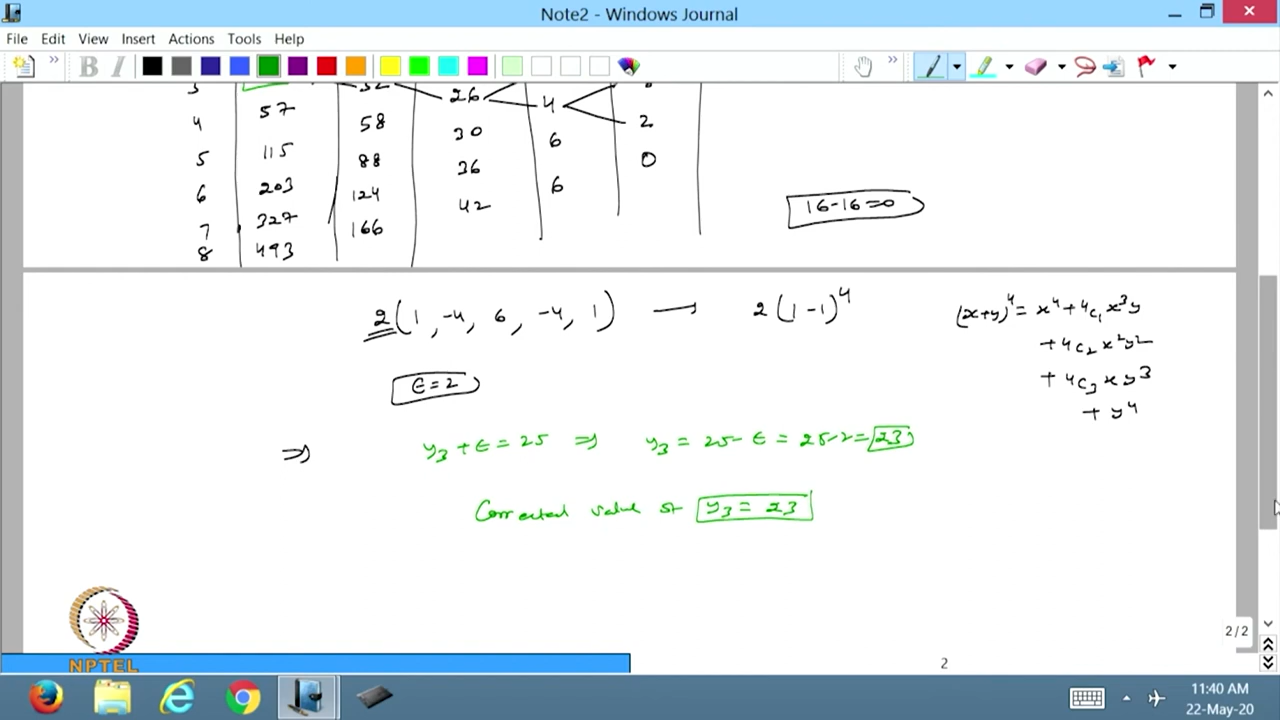 Note2 - Windows Journal
File Edit View Insert Actions Tools Help
3 32 26 4
4 57 58 30 6 2
5 115 88 36 6 0
6 203 124 42
7 327 166
8 493
16-16=0
2(1, -4, 6, -4, 1) → 2(1-1)^4
(x+y)^4 = x^4 + 4c₁ x^3y
+ 4c₂ x^2y^2
+ 4c₃ xy^3
+ y^4
ϵ=2
⇒ y₃ + ϵ = 25 ⇒ y₃ = 25 - ϵ = 25-2 = 23
Corrected value of y₃ = 23
2/2
NPTEL
2
11:40 AM
22-May-20